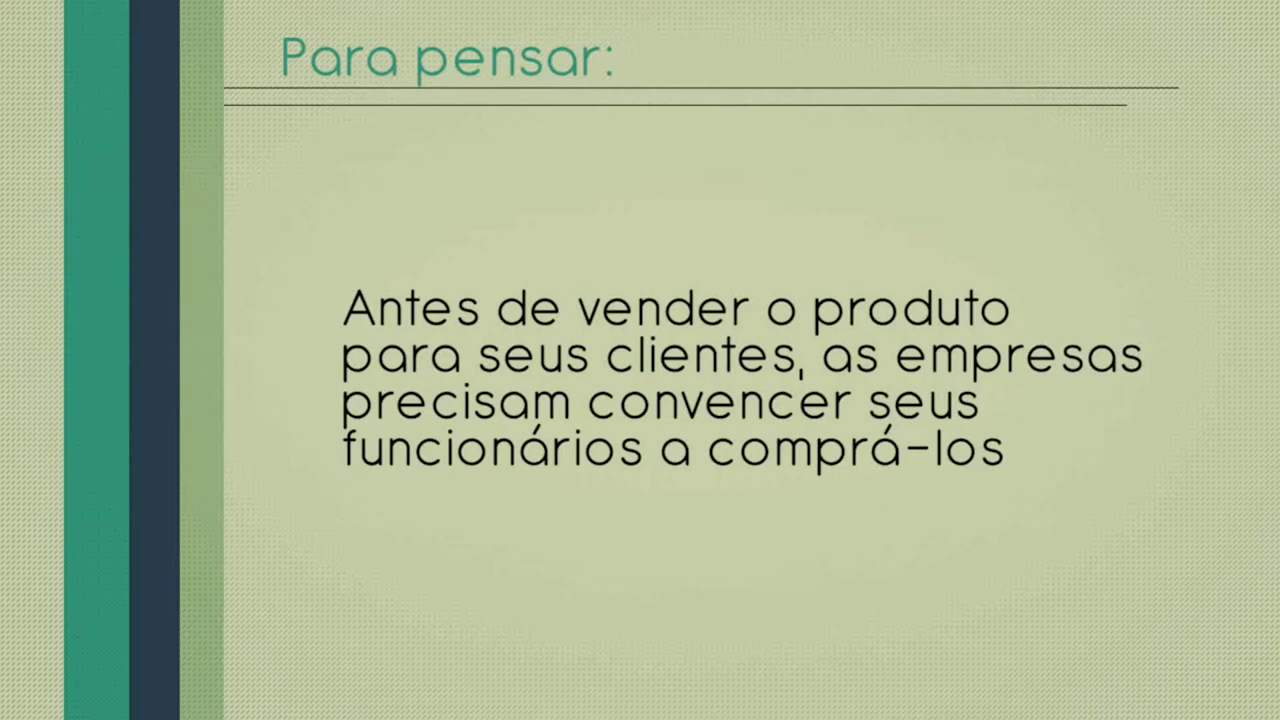 Para pensar:
Antes de vender o produto
para seus clientes, as empresas
precisam convencer seus
funcionários a comprá-los